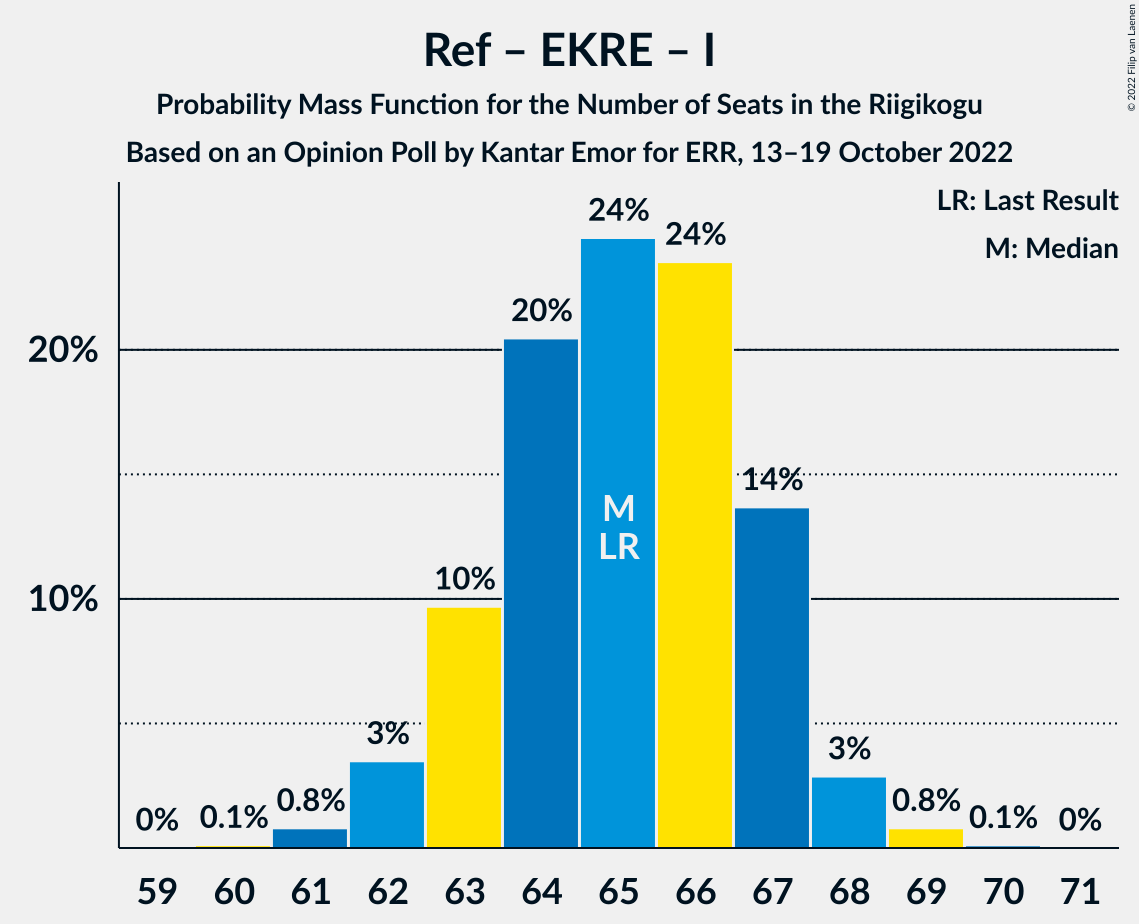 Ref – EKRE – I
Probability Mass Function for the Number of Seats in the Riigikogu
Based on an Opinion Poll by Kantar Emor for ERR, 13–19 October 2022
© 2022 Filip van Laenen
LR: Last Result
M: Median
20%
10%
0%
0.1%
0.8%
3%
10%
20%
24%
24%
14%
3%
0.8%
0.1%
0%
M
LR
59 60 61 62 63 64 65 66 67 68 69 70 71